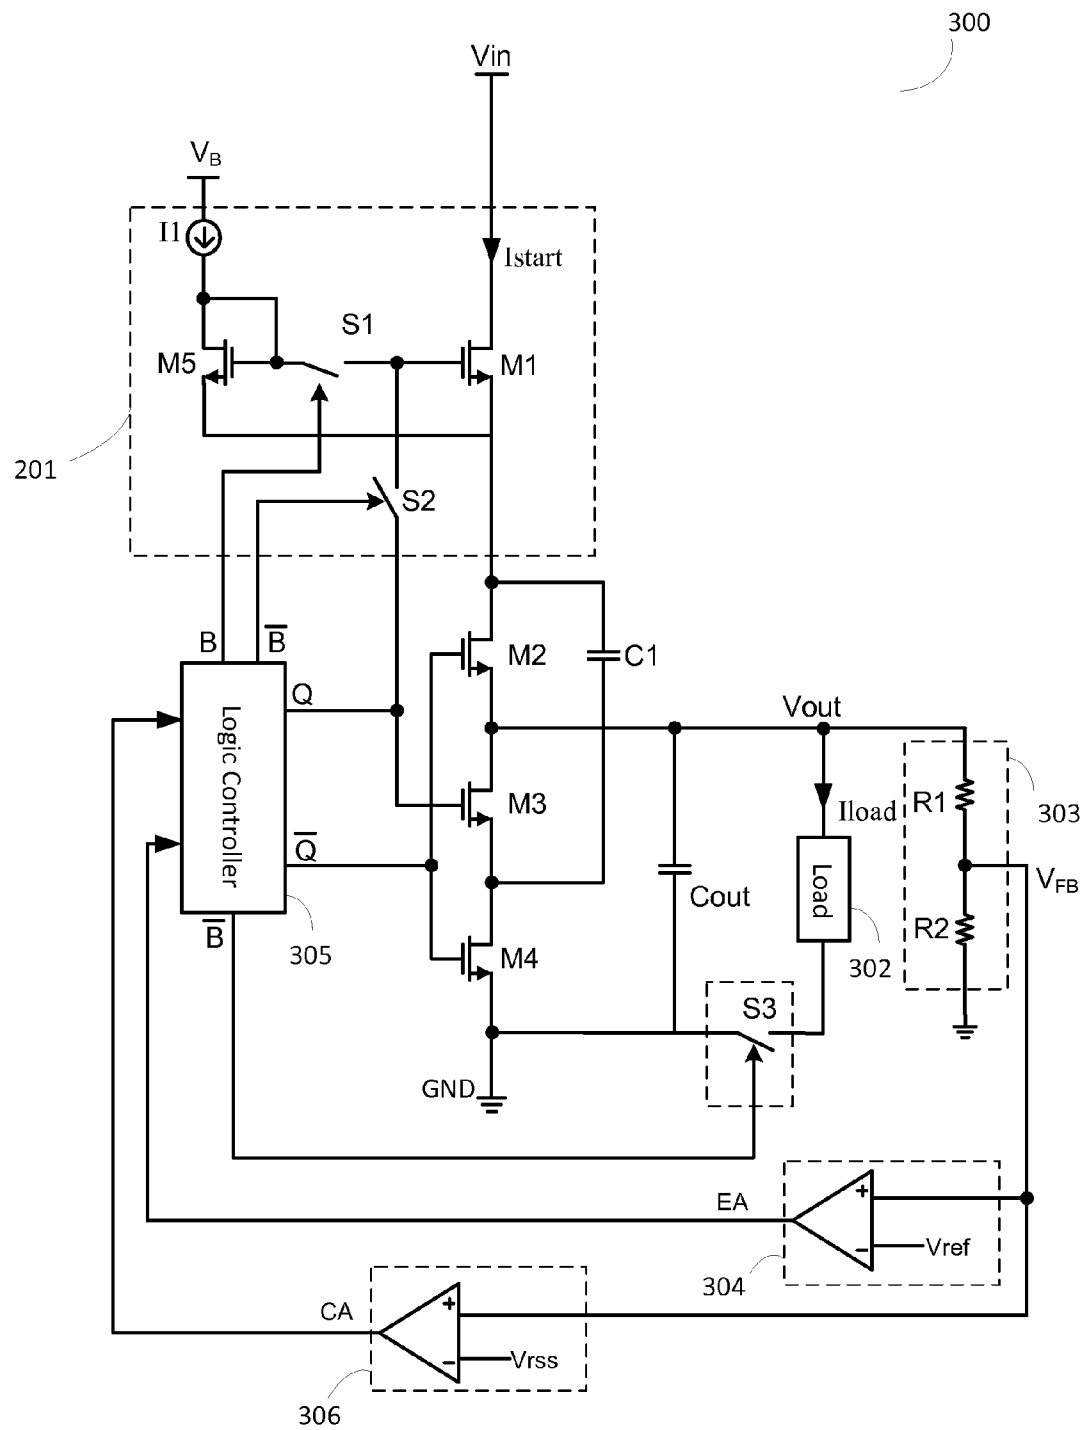 300
Vin
VB
I1
Istart
S1
M5
M1
201
S2
B
B̅
M2
C1
Q
Vout
Logic Controller
M3
R1
Iload
303
Q̅
Load
VFB
Cout
B̅
R2
305
M4
302
S3
GND
EA
+
−
Vref
304
CA
+
−
Vrss
306